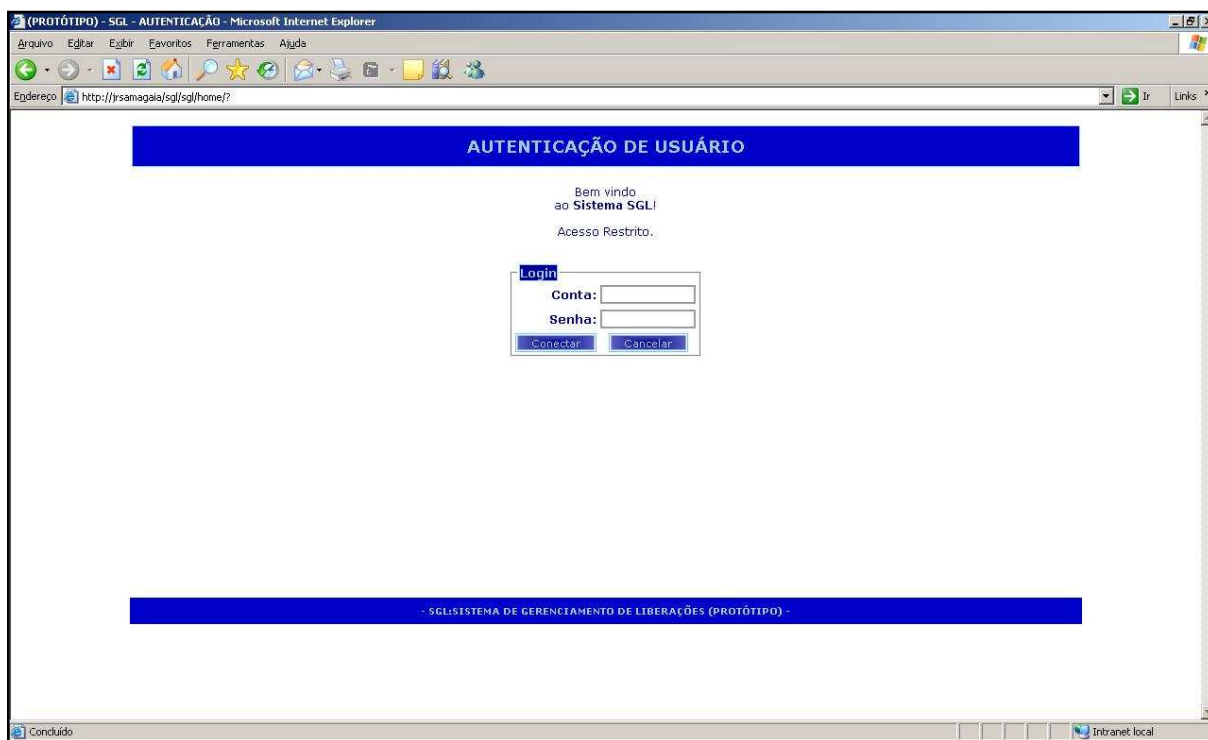 (PROTÓTIPO) - SGL - AUTENTICAÇÃO - Microsoft Internet Explorer
Arquivo Editar Exibir Favoritos Ferramentas Ajuda
Endereço http://jrsamagaia/sgl/sgl/home/? Ir Links
AUTENTICAÇÃO DE USUÁRIO
Bem vindo
ao Sistema SGL!
Acesso Restrito.
Login
Conta:
Senha:
Conectar Cancelar
- SGL:SISTEMA DE GERENCIAMENTO DE LIBERAÇÕES (PROTÓTIPO) -
Concluído Intranet local